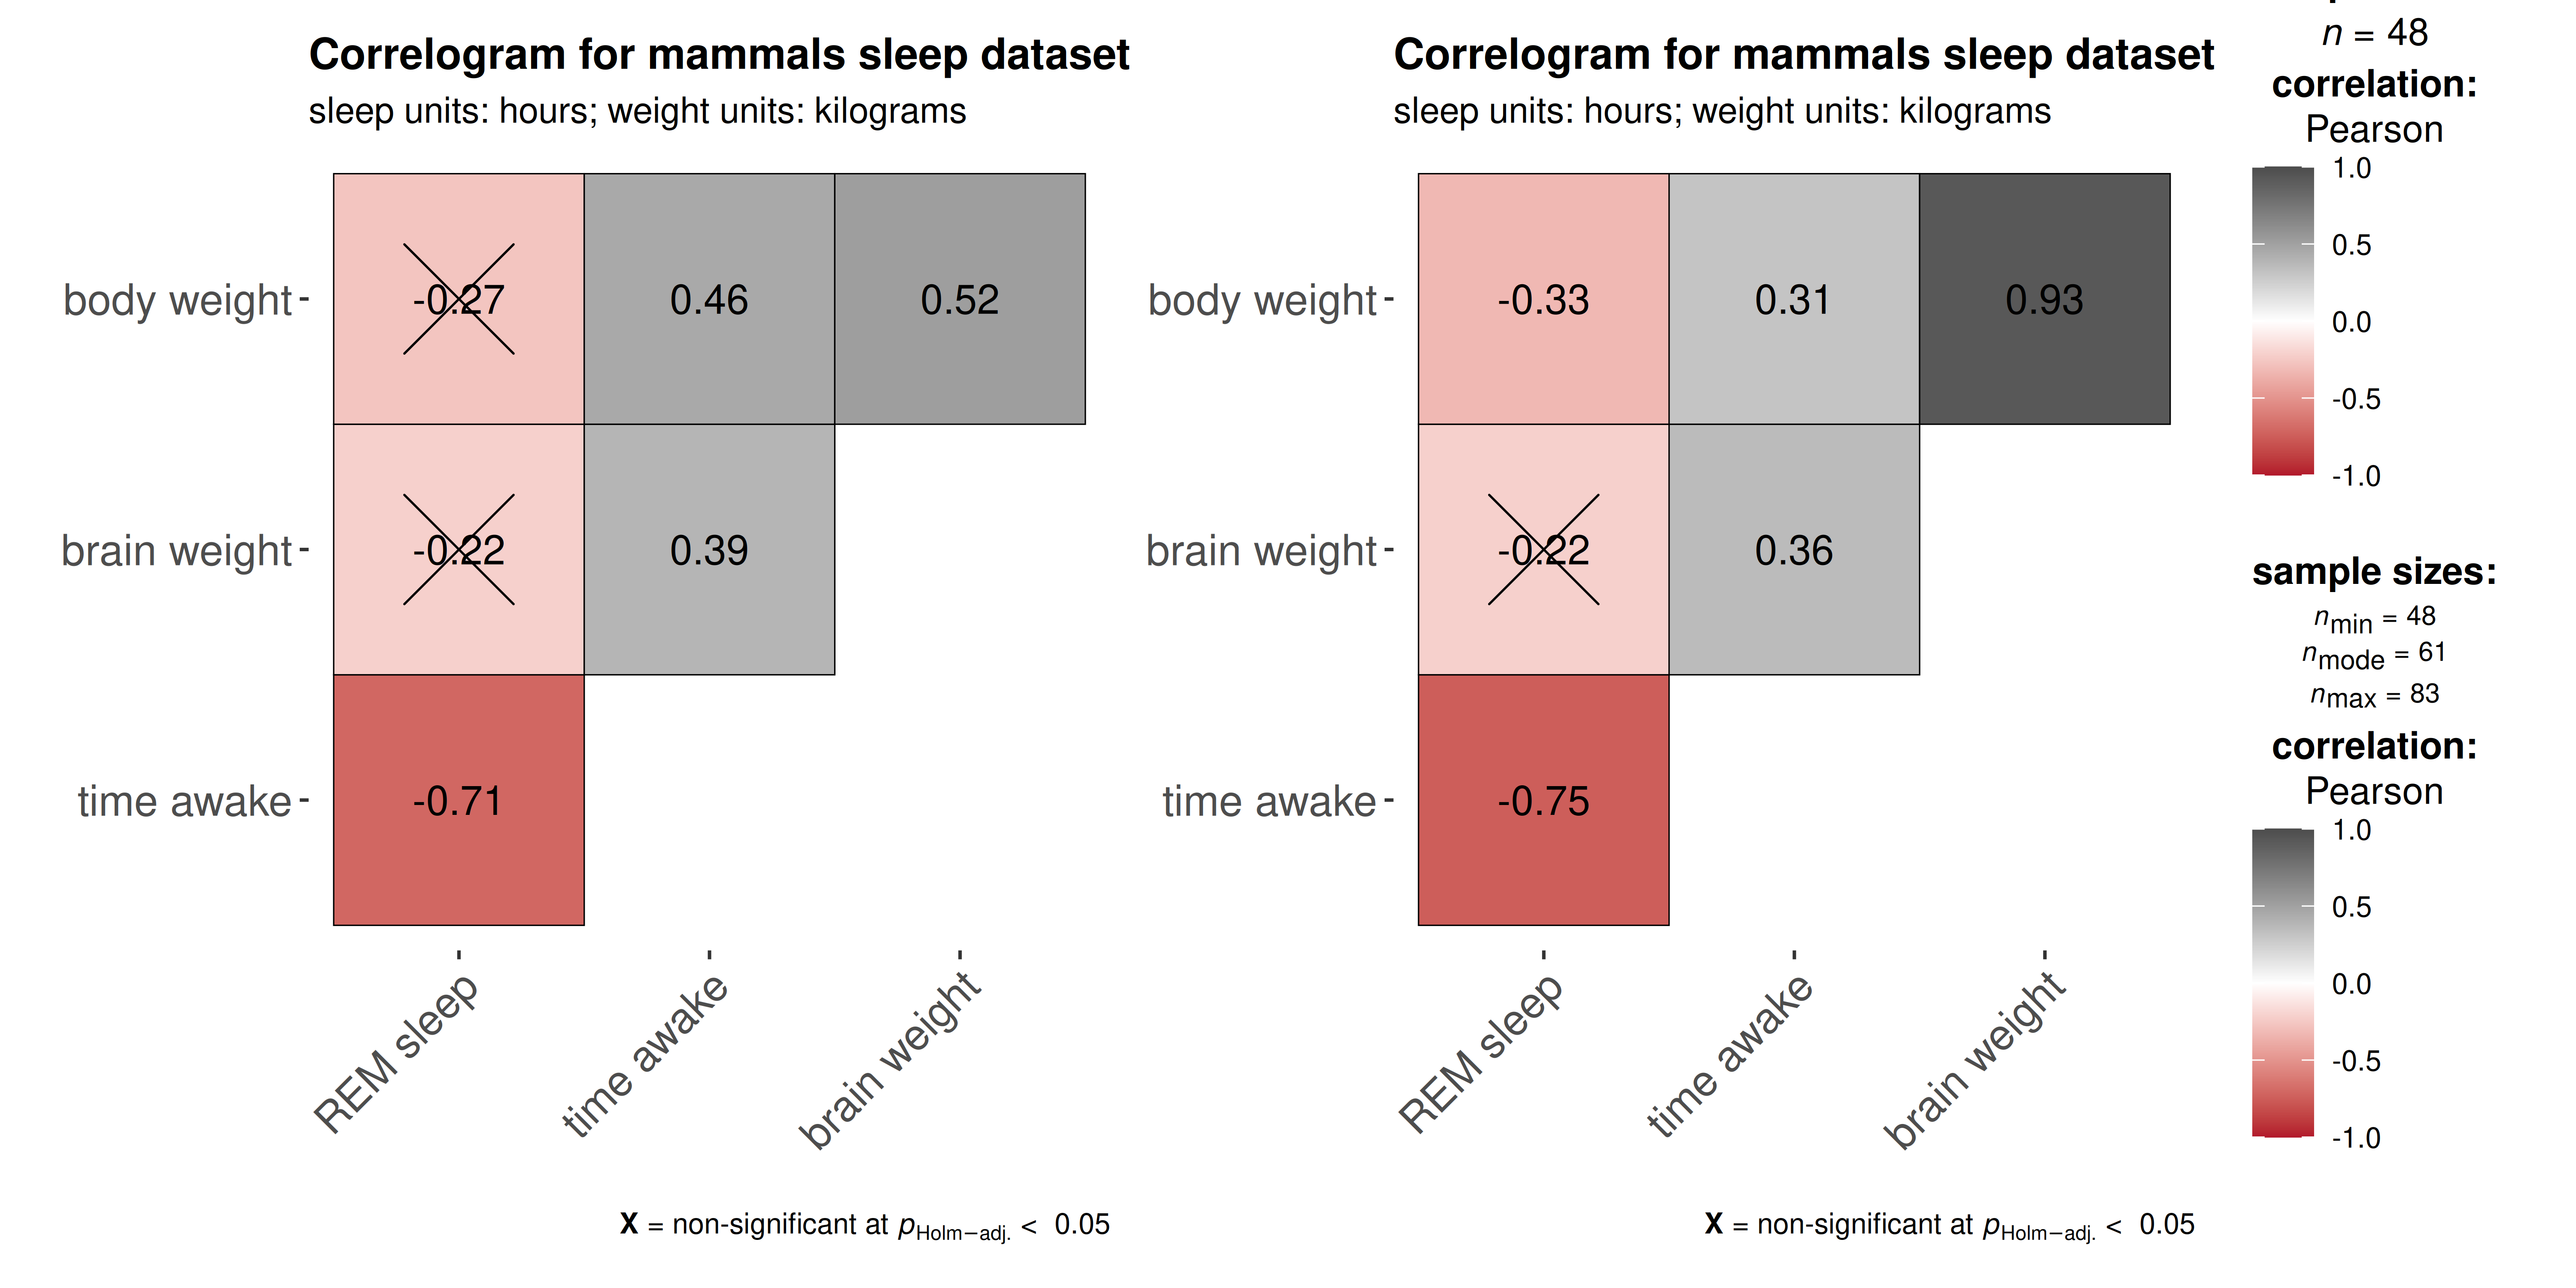 Correlogram for mammals sleep dataset
sleep units: hours; weight units: kilograms
body weight
-0.27
0.46
0.52
brain weight
-0.22
0.39
time awake
-0.71
REM sleep
time awake
brain weight
X = non-significant at pHolm−adj. < 0.05
Correlogram for mammals sleep dataset
sleep units: hours; weight units: kilograms
body weight
-0.33
0.31
0.93
brain weight
-0.22
0.36
time awake
-0.75
REM sleep
time awake
brain weight
X = non-significant at pHolm−adj. < 0.05
n = 48
correlation:
Pearson
1.0
0.5
0.0
-0.5
-1.0
sample sizes:
nmin = 48
nmode = 61
nmax = 83
correlation:
Pearson
1.0
0.5
0.0
-0.5
-1.0